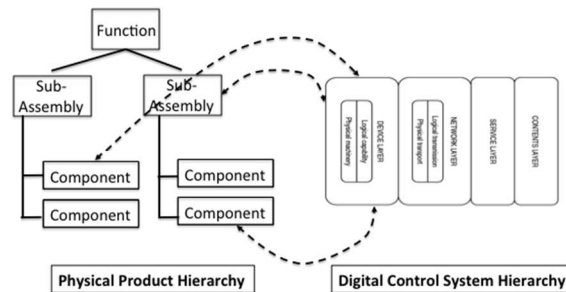 Function
Sub-
Assembly
Sub-
Assembly
Component
Component
Component
Component
DEVICE LAYER
Logical capability
Physical machinery
NETWORK LAYER
Logical transmission
Physical transport
SERVICE LAYER
CONTENTS LAYER
Physical Product Hierarchy
Digital Control System Hierarchy